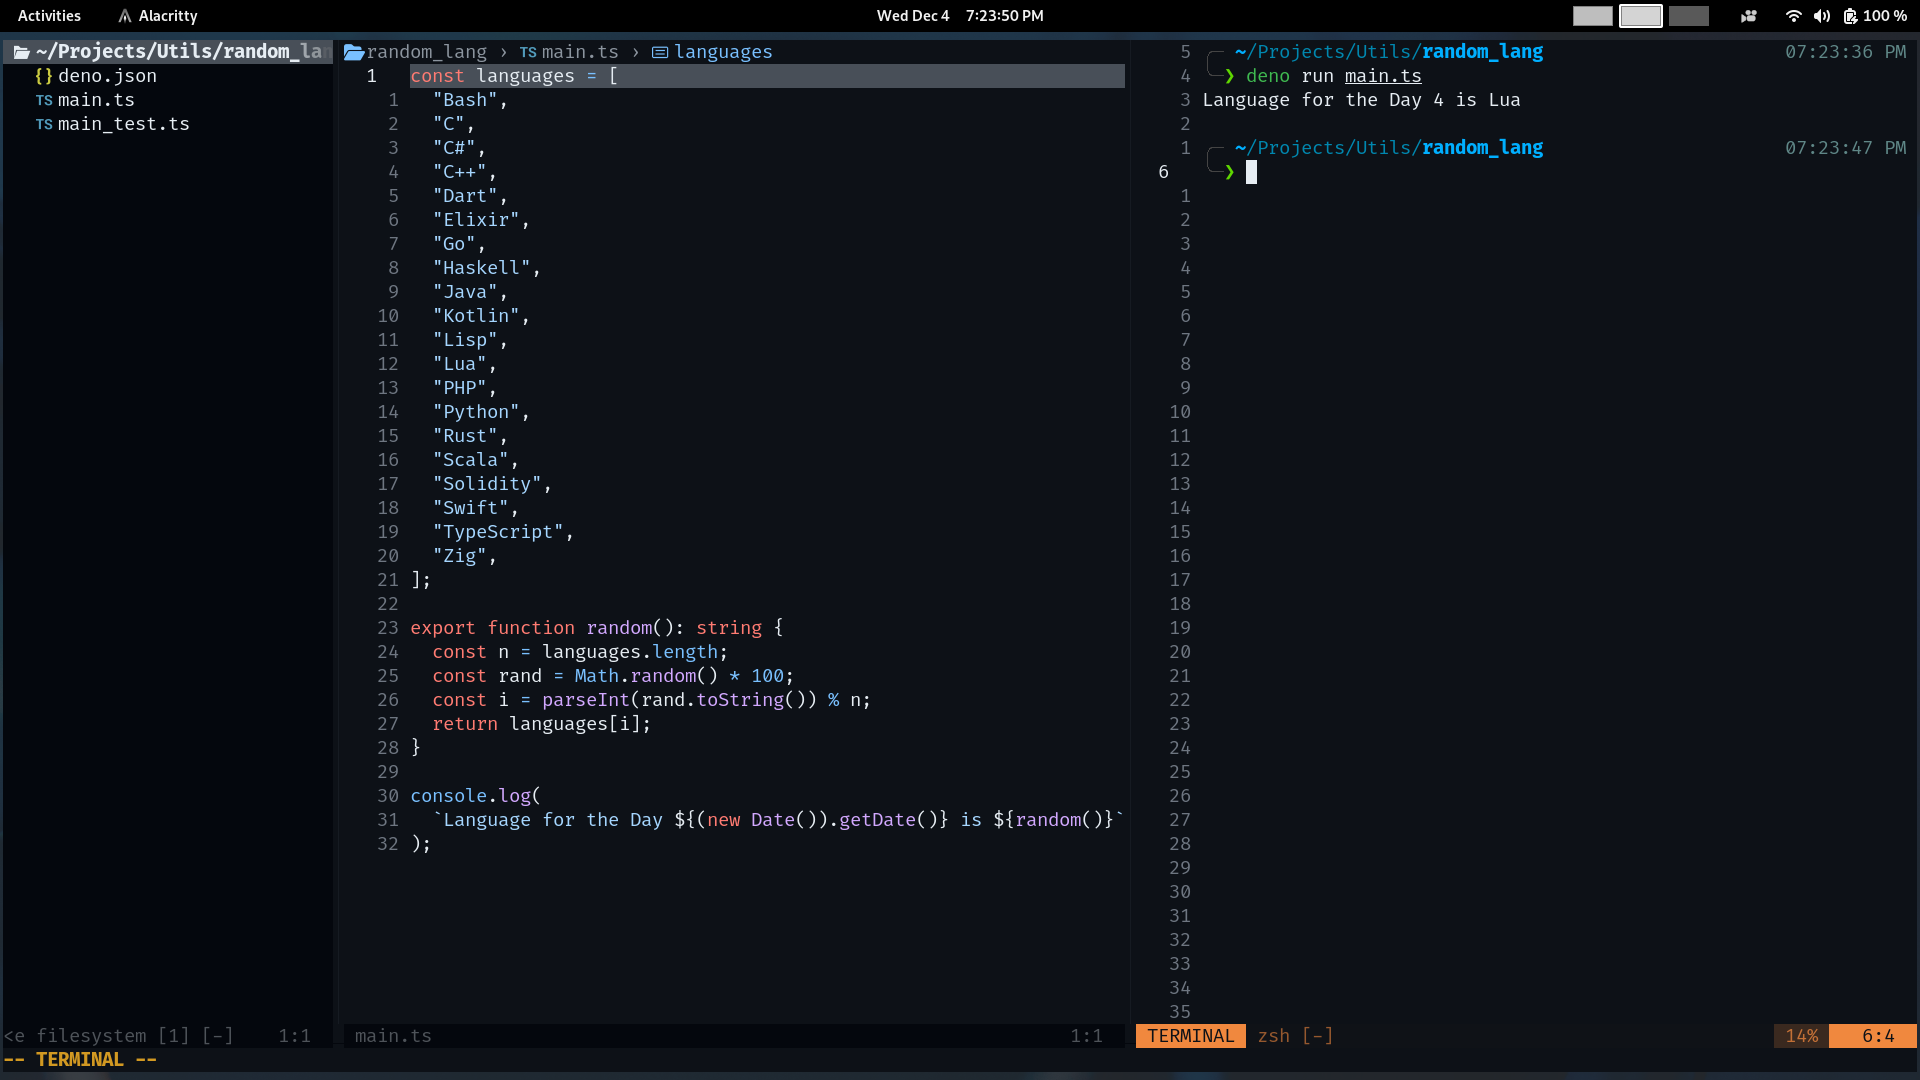 Activities Alacritty Wed Dec 4 7:23:50 PM 100 %
~/Projects/Utils/random_lan
{} deno.json
TS main.ts
TS main_test.ts
<e filesystem [1] [-] 1:1
random_lang › TS main.ts › languages
1 const languages = [
1 "Bash",
2 "C",
3 "C#",
4 "C++",
5 "Dart",
6 "Elixir",
7 "Go",
8 "Haskell",
9 "Java",
10 "Kotlin",
11 "Lisp",
12 "Lua",
13 "PHP",
14 "Python",
15 "Rust",
16 "Scala",
17 "Solidity",
18 "Swift",
19 "TypeScript",
20 "Zig",
21 ];
22
23 export function random(): string {
24 const n = languages.length;
25 const rand = Math.random() * 100;
26 const i = parseInt(rand.toString()) % n;
27 return languages[i];
28 }
29
30 console.log(
31 `Language for the Day ${(new Date()).getDate()} is ${random()}`
32 );
main.ts 1:1
5 ~/Projects/Utils/random_lang 07:23:36 PM
4 ❯ deno run main.ts
3 Language for the Day 4 is Lua
2
1 ~/Projects/Utils/random_lang 07:23:47 PM
6 ❯
1
2
3
4
5
6
7
8
9
10
11
12
13
14
15
16
17
18
19
20
21
22
23
24
25
26
27
28
29
30
31
32
33
34
35
TERMINAL zsh [-] 14% 6:4
-- TERMINAL --